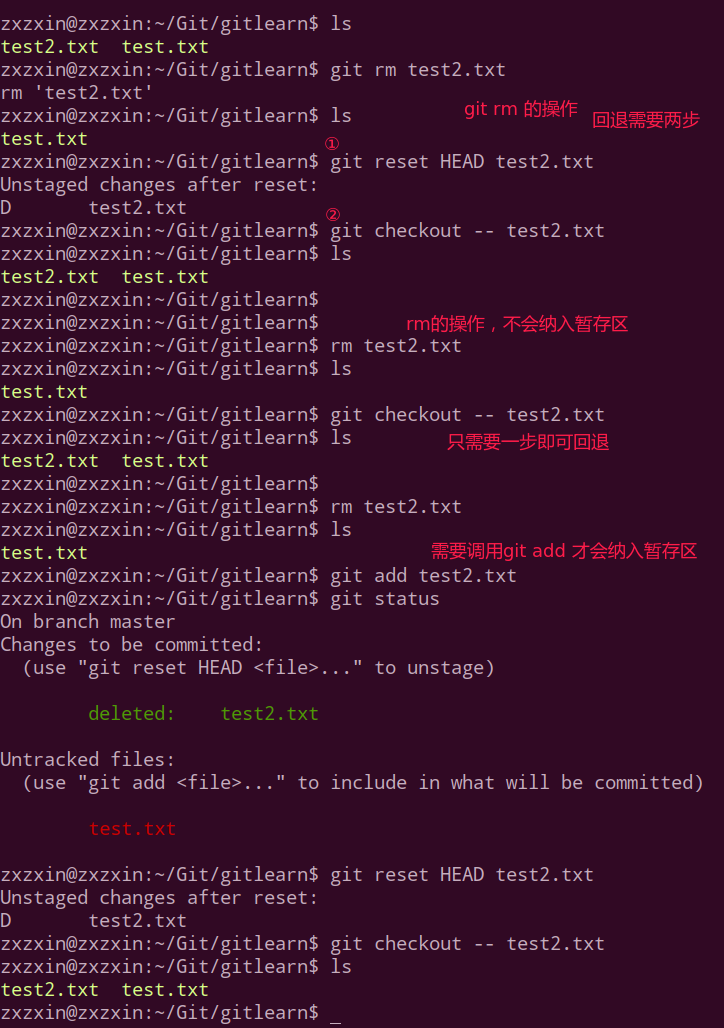 zxzxin@zxzxin:~/Git/gitlearn$ ls
test2.txt  test.txt
zxzxin@zxzxin:~/Git/gitlearn$ git rm test2.txt
rm 'test2.txt'
git rm 的操作
回退需要两步
zxzxin@zxzxin:~/Git/gitlearn$ ls
test.txt
①
zxzxin@zxzxin:~/Git/gitlearn$ git reset HEAD test2.txt
Unstaged changes after reset:
D       test2.txt
②
zxzxin@zxzxin:~/Git/gitlearn$ git checkout -- test2.txt
zxzxin@zxzxin:~/Git/gitlearn$ ls
test2.txt  test.txt
zxzxin@zxzxin:~/Git/gitlearn$
zxzxin@zxzxin:~/Git/gitlearn$
rm的操作，不会纳入暂存区
zxzxin@zxzxin:~/Git/gitlearn$ rm test2.txt
zxzxin@zxzxin:~/Git/gitlearn$ ls
test.txt
zxzxin@zxzxin:~/Git/gitlearn$ git checkout -- test2.txt
zxzxin@zxzxin:~/Git/gitlearn$ ls
只需要一步即可回退
test2.txt  test.txt
zxzxin@zxzxin:~/Git/gitlearn$
zxzxin@zxzxin:~/Git/gitlearn$ rm test2.txt
zxzxin@zxzxin:~/Git/gitlearn$ ls
test.txt
需要调用git add 才会纳入暂存区
zxzxin@zxzxin:~/Git/gitlearn$ git add test2.txt
zxzxin@zxzxin:~/Git/gitlearn$ git status
On branch master
Changes to be committed:
  (use "git reset HEAD <file>..." to unstage)
        deleted:    test2.txt
Untracked files:
  (use "git add <file>..." to include in what will be committed)
        test.txt
zxzxin@zxzxin:~/Git/gitlearn$ git reset HEAD test2.txt
Unstaged changes after reset:
D       test2.txt
zxzxin@zxzxin:~/Git/gitlearn$ git checkout -- test2.txt
zxzxin@zxzxin:~/Git/gitlearn$ ls
test2.txt  test.txt
zxzxin@zxzxin:~/Git/gitlearn$ _